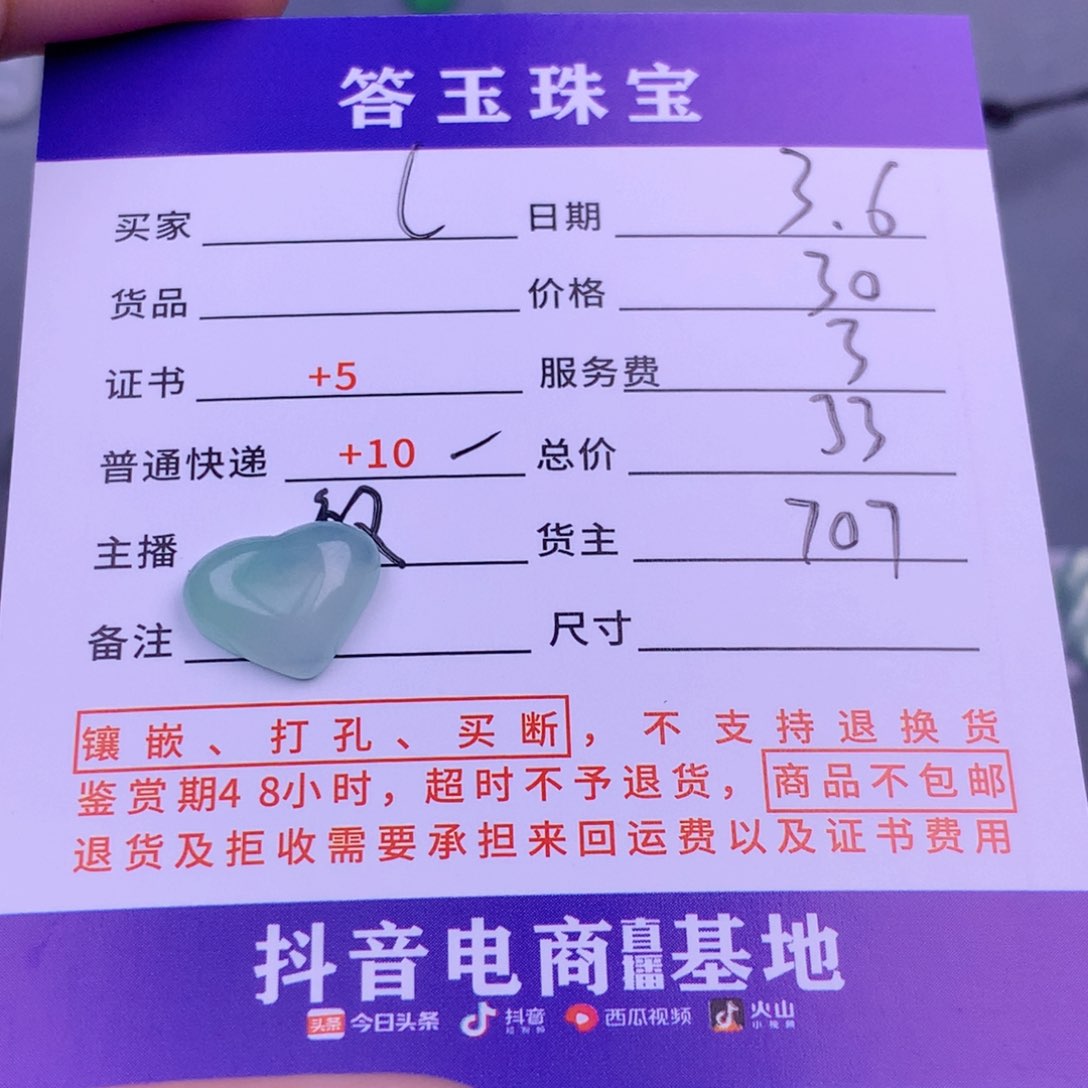 答玉珠宝
买家 L 日期 3.6
货品 价格 30
证书 +5 服务费 3
普通快递 +10 总价 33
主播 货主 707
备注 尺寸
镶嵌、打孔、买断，不支持退换货
鉴赏期48小时，超时不予退货，商品不包邮
退货及拒收需要承担来回运费以及证书费用
抖音电商直播基地
头条 今日头条 抖音 西瓜视频 火山
小视频